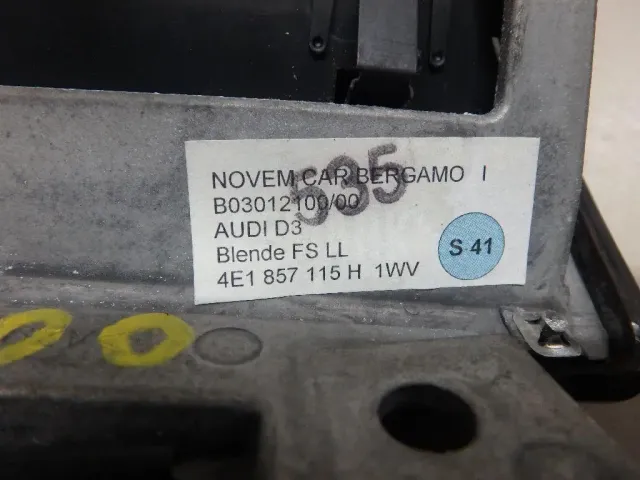 NOVEM CAR BERGAMO I
B03012100/00
AUDI D3
Blende FS LL
4E1 857 115 H 1WV
S 41
535